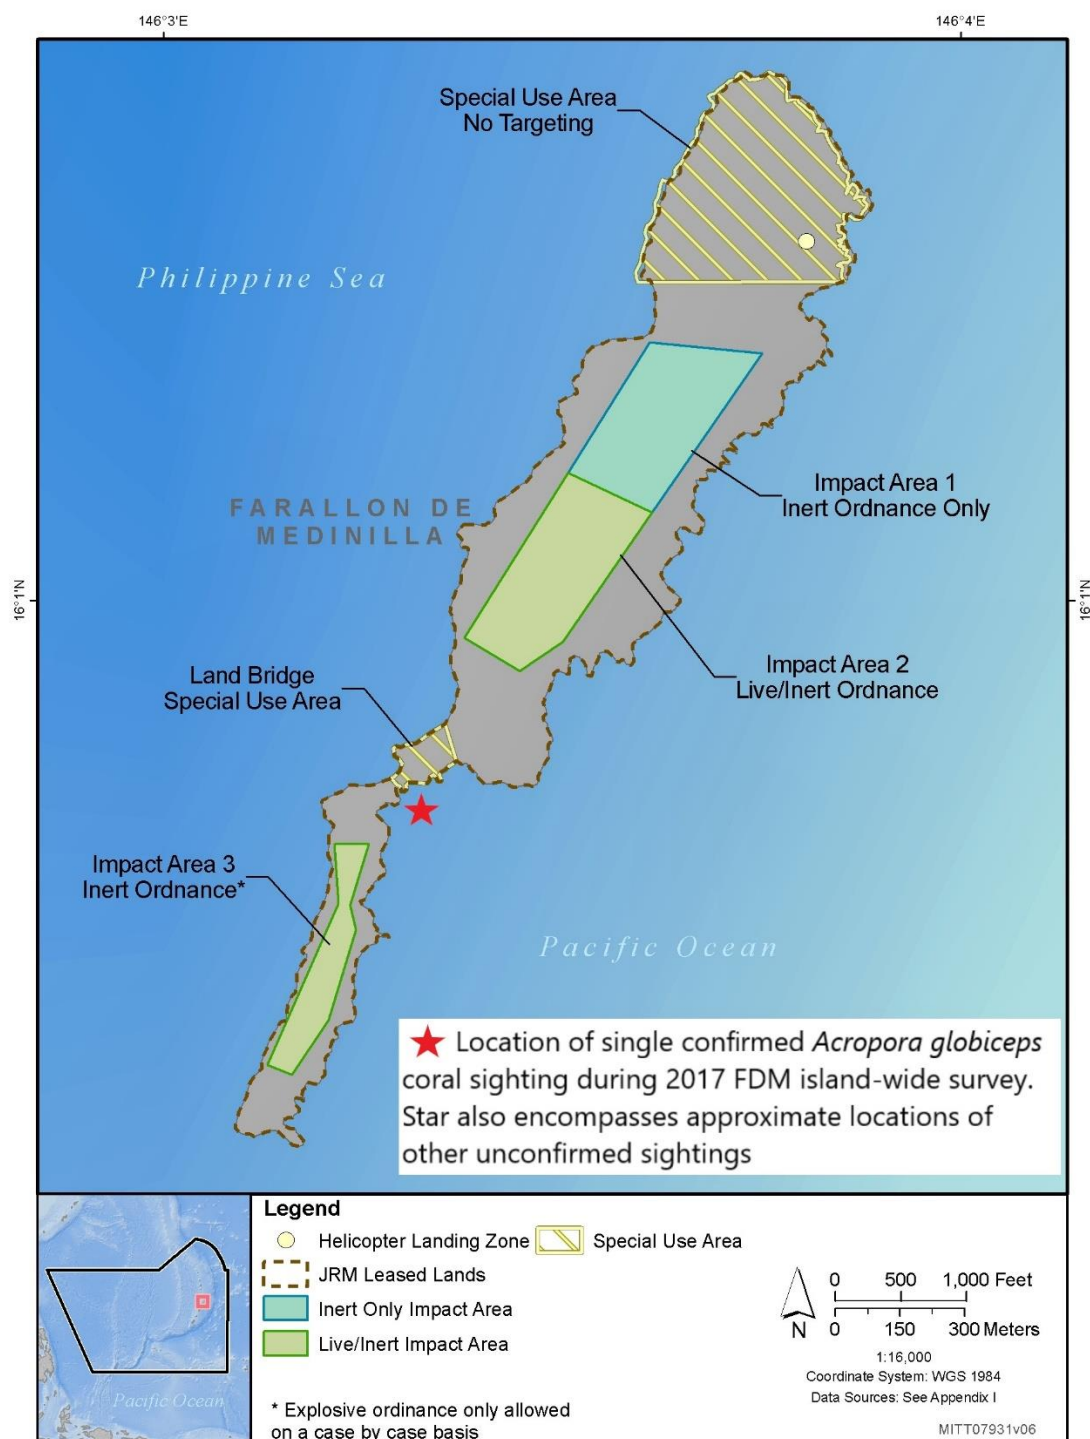 146°3'E
146°4'E
Special Use Area
No Targeting
Philippine Sea
Impact Area 1
Inert Ordnance Only
FARALLON DE
MEDINILLA
16°1'N
16°1'N
Land Bridge
Special Use Area
Impact Area 2
Live/Inert Ordnance
Impact Area 3
Inert Ordnance*
Pacific Ocean
Location of single confirmed Acropora globiceps
coral sighting during 2017 FDM island-wide survey.
Star also encompasses approximate locations of
other unconfirmed sightings
Legend
Helicopter Landing Zone
Special Use Area
JRM Leased Lands
Inert Only Impact Area
Live/Inert Impact Area
* Explosive ordinance only allowed
on a case by case basis
Pacific Ocean
N
0 500 1,000 Feet
0 150 300 Meters
1:16,000
Coordinate System: WGS 1984
Data Sources: See Appendix I
MITT07931v06